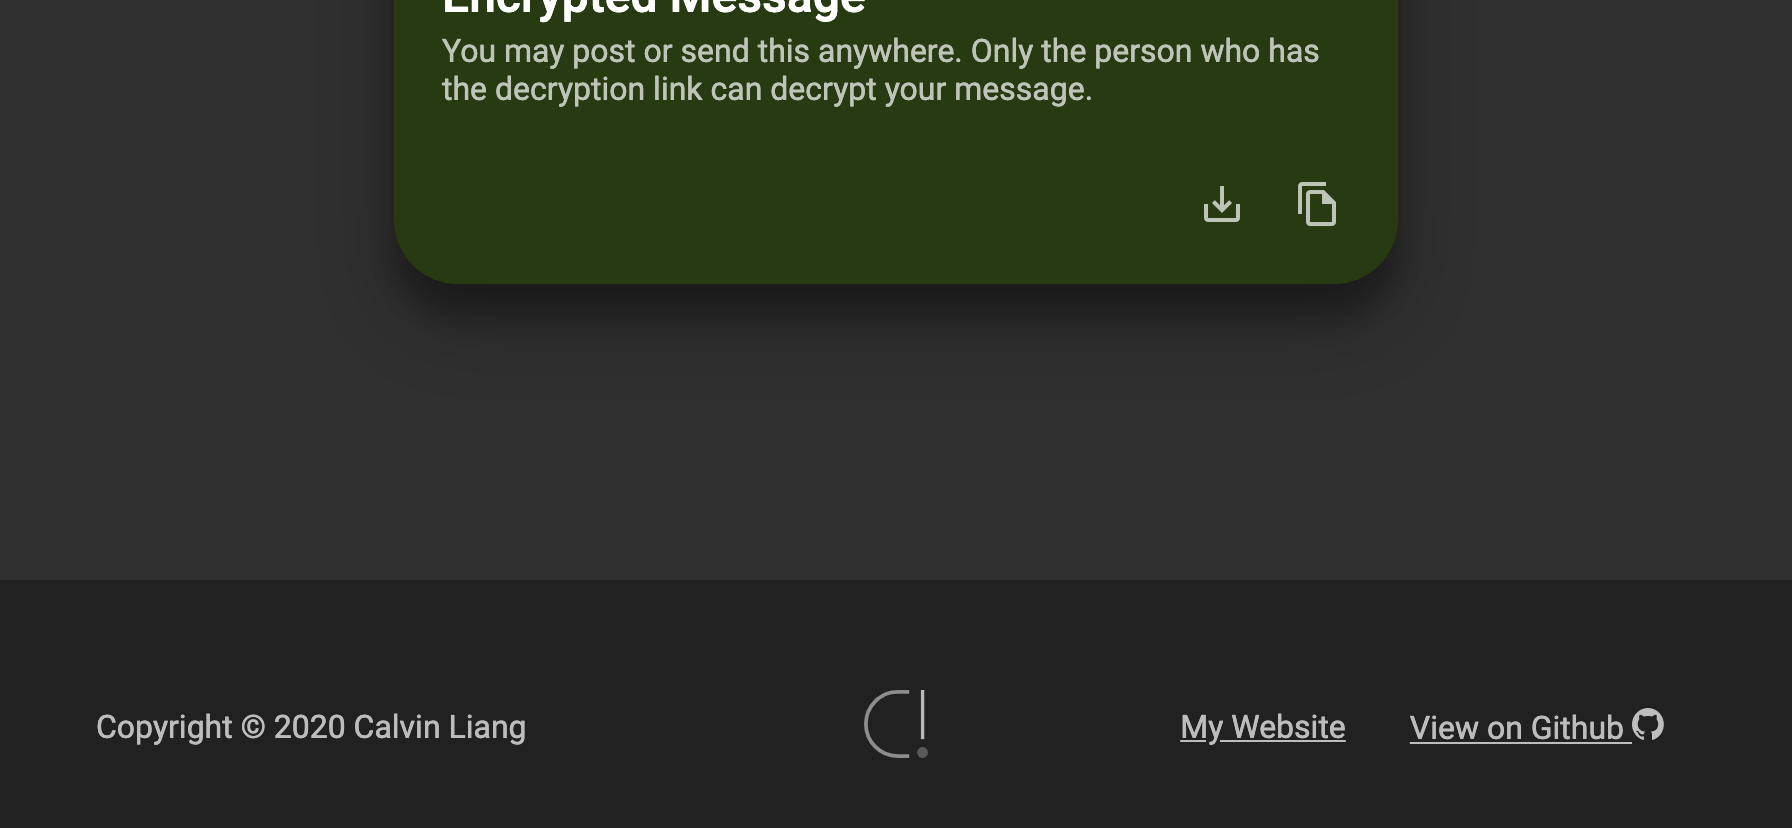 Encrypted Message
You may post or send this anywhere. Only the person who has
the decryption link can decrypt your message.
Copyright © 2020 Calvin Liang
My Website
View on Github